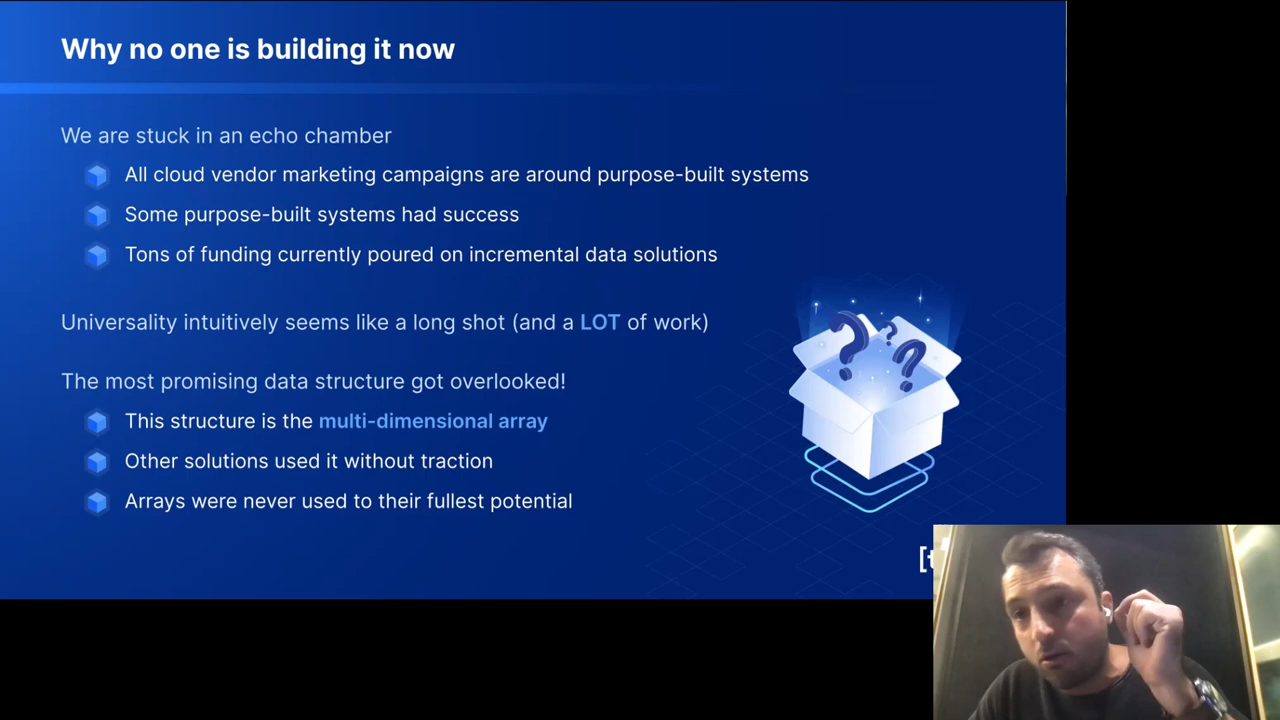 Why no one is building it now
We are stuck in an echo chamber
All cloud vendor marketing campaigns are around purpose-built systems
Some purpose-built systems had success
Tons of funding currently poured on incremental data solutions
Universality intuitively seems like a long shot (and a LOT of work)
The most promising data structure got overlooked!
This structure is the multi-dimensional array
Other solutions used it without traction
Arrays were never used to their fullest potential